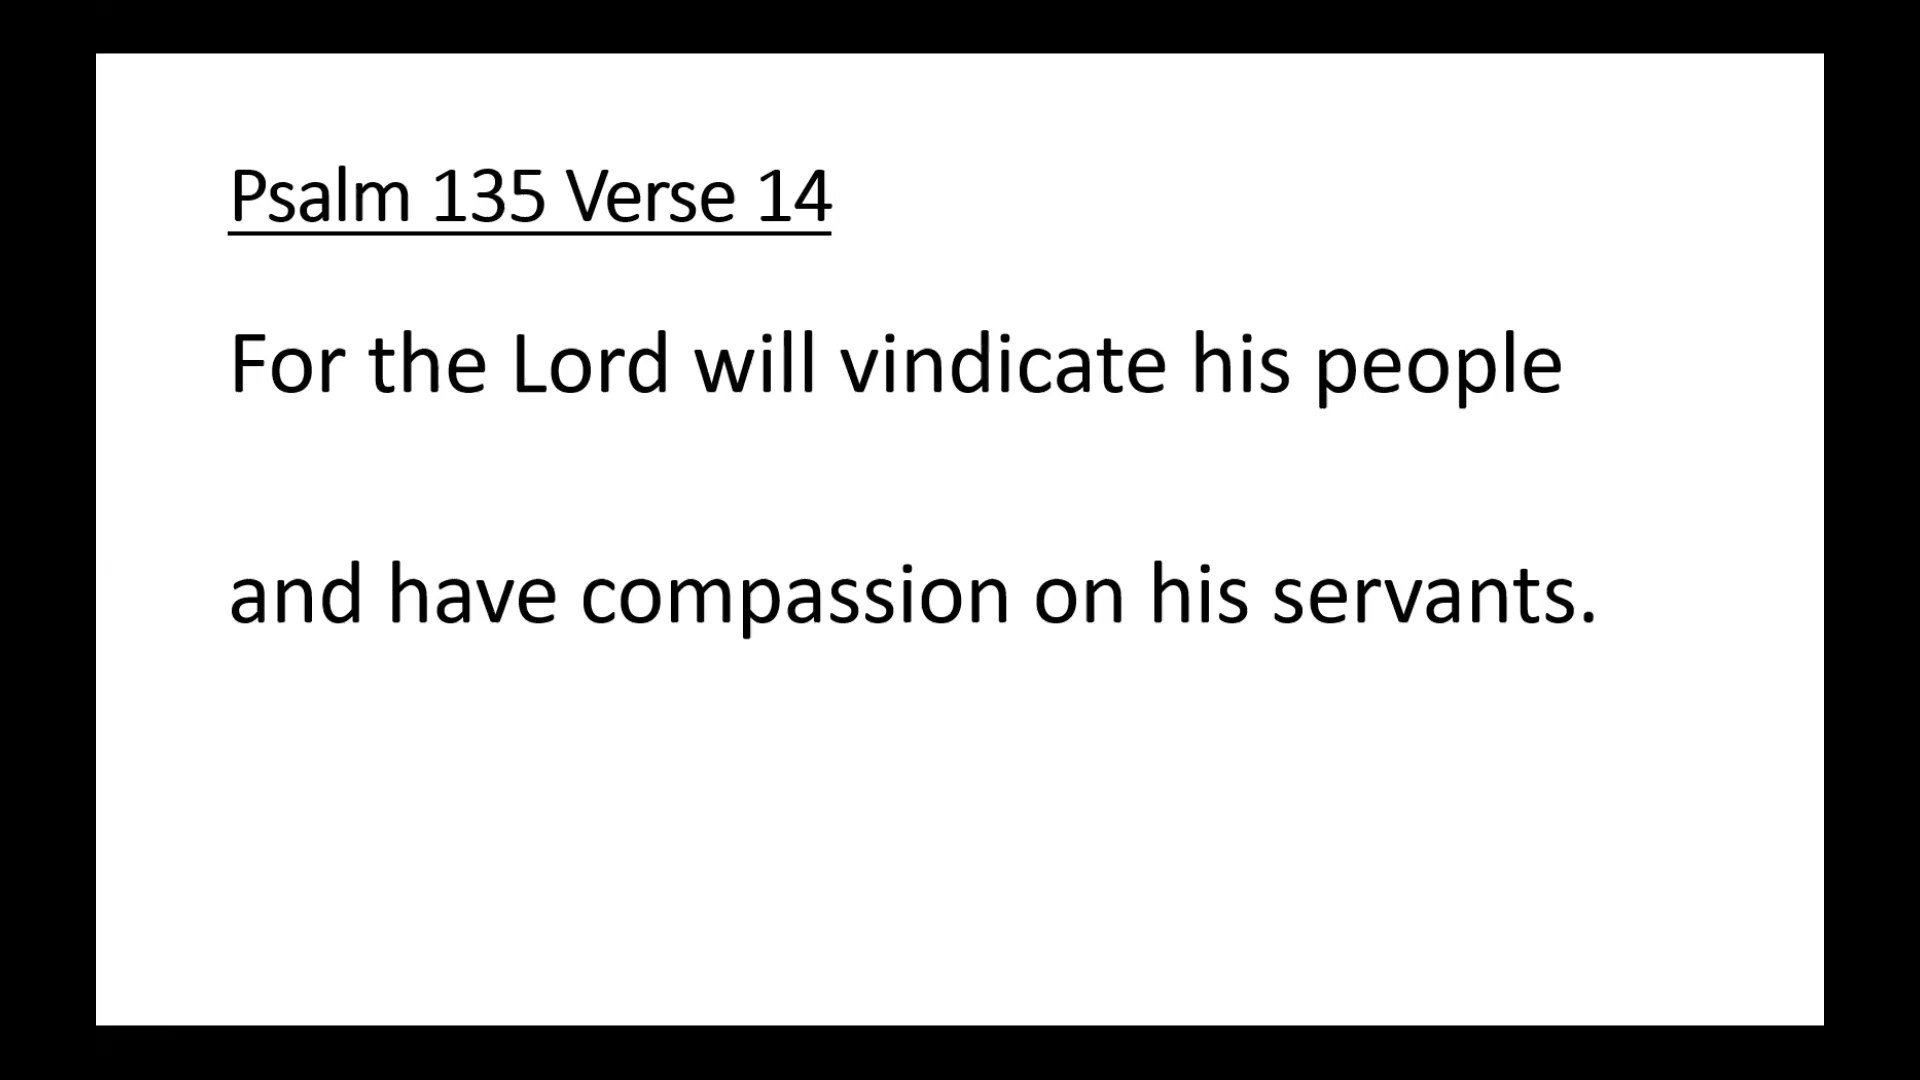 Psalm 135 Verse 14
For the Lord will vindicate his people
and have compassion on his servants.